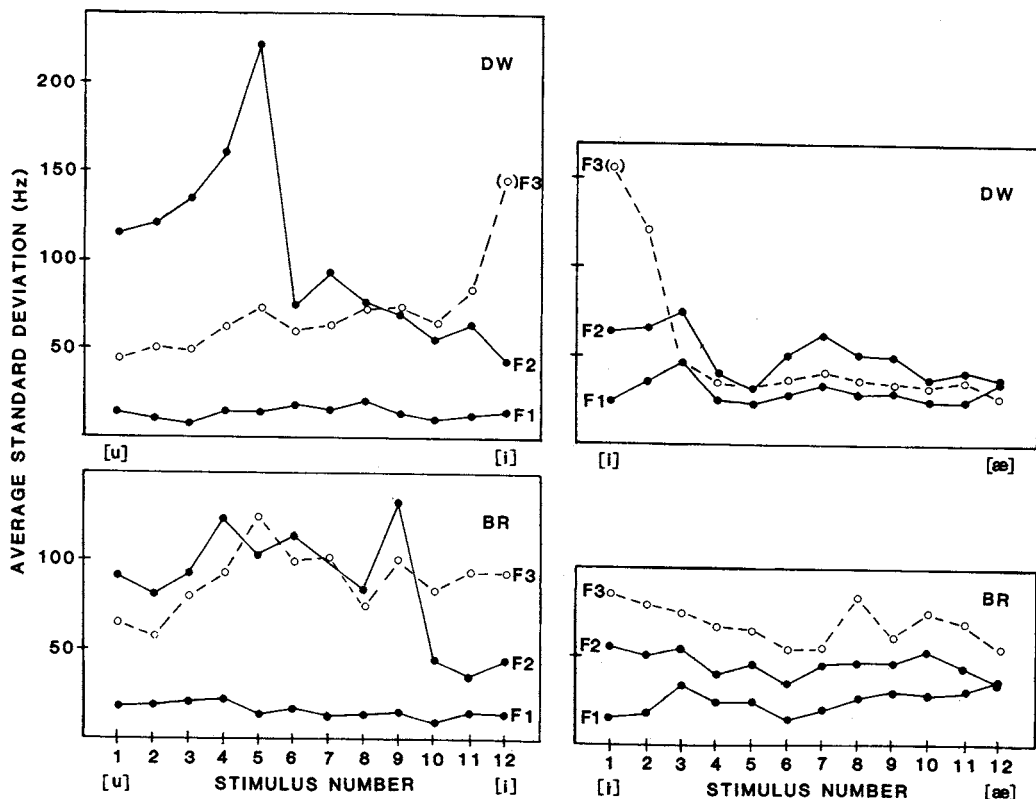 AVERAGE STANDARD DEVIATION (Hz)
DW
200
150
100
50
F3
F2
F1
[u] [i]
DW
F3
F2
F1
[i] [æ]
BR
100
50
F3
F2
F1
1 2 3 4 5 6 7 8 9 10 11 12
[u] STIMULUS NUMBER [i]
BR
F3
F2
F1
1 2 3 4 5 6 7 8 9 10 11 12
[i] STIMULUS NUMBER [æ]